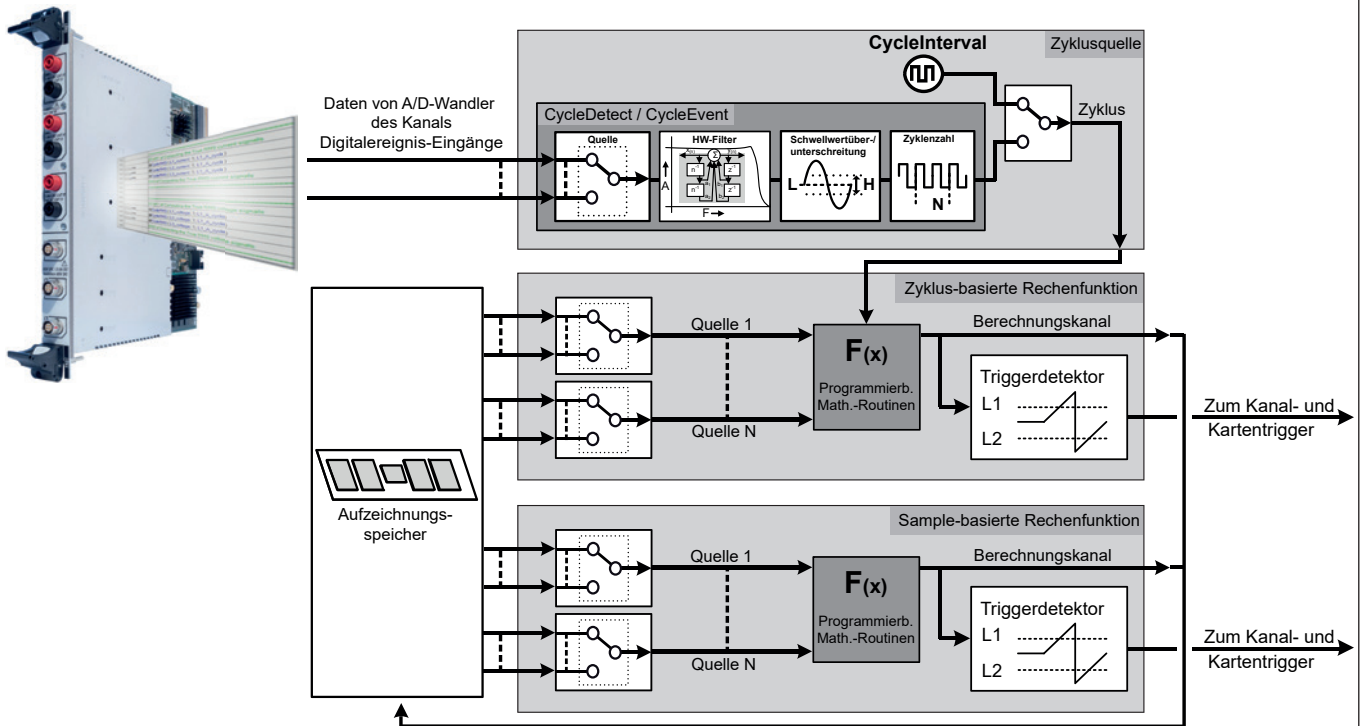 CycleInterval
Zyklusquelle
Daten von A/D-Wandler
des Kanals
Digitalereignis-Eingänge
CycleDetect / CycleEvent
Zyklus
Quelle
HW-Filter
Schwellwertüber-/
unterschreitung
Zyklenzahl
A
F
L
H
N
Zyklus-basierte Rechenfunktion
Quelle 1
Quelle N
F(x)
Programmierb.
Math.-Routinen
Berechnungskanal
Triggerdetektor
L1
L2
Zum Kanal- und
Kartentrigger
Aufzeichnungs-
speicher
Sample-basierte Rechenfunktion
Quelle 1
Quelle N
F(x)
Programmierb.
Math.-Routinen
Berechnungskanal
Triggerdetektor
L1
L2
Zum Kanal- und
Kartentrigger